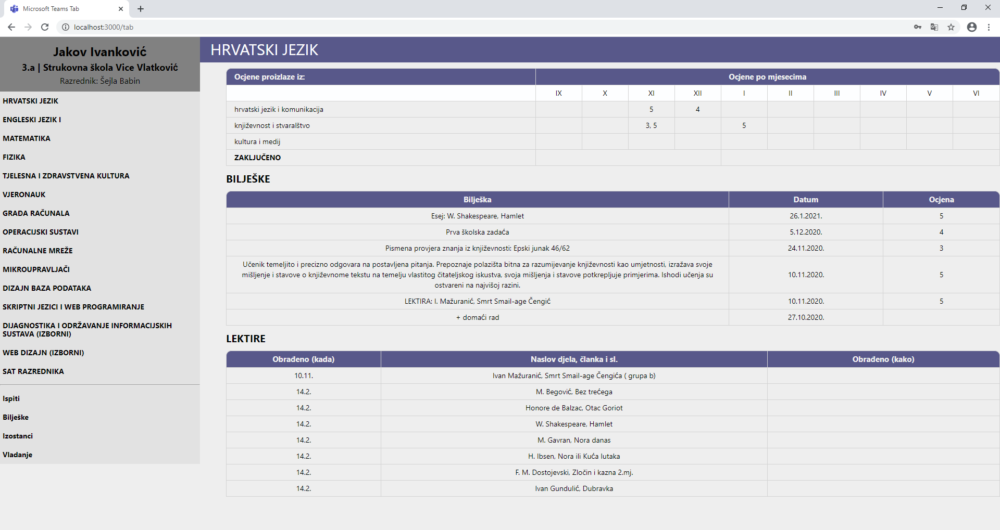 Microsoft Teams Tab
localhost:3000/tab
Jakov Ivanković
3.a | Strukovna škola Vice Vlatković
Razrednik: Šejla Babin
HRVATSKI JEZIK
ENGLESKI JEZIK I
MATEMATIKA
FIZIKA
TJELESNA I ZDRAVSTVENA KULTURA
VJERONAUK
GRAĐA RAČUNALA
OPERACIJSKI SUSTAVI
RAČUNALNE MREŽE
MIKROUPRAVLJAČI
DIZAJN BAZA PODATAKA
SKRIPTNI JEZICI I WEB PROGRAMIRANJE
DIJAGNOSTIKA I ODRŽAVANJE INFORMACIJSKIH
SUSTAVA (IZBORNI)
WEB DIZAJN (IZBORNI)
SAT RAZREDNIKA
Ispiti
Bilješke
Izostanci
Vladanje
HRVATSKI JEZIK
Ocjene proizlaze iz: Ocjene po mjesecima
IX X XI XII I II III IV V VI
hrvatski jezik i komunikacija 5 4
književnost i stvaralštvo 3, 5 5
kultura i medij
ZAKLJUČENO
BILJEŠKE
Bilješka Datum Ocjena
Esej: W. Shakespeare, Hamlet 26.1.2021. 5
Prva školska zadaća 5.12.2020. 4
Pismena provjera znanja iz književnosti: Epski junak 46/62 24.11.2020. 3
Učenik temeljito i precizno odgovara na postavljena pitanja. Prepoznaje polazišta bitna za razumijevanje književnosti kao umjetnosti, izražava svoje
mišljenje i stavove o književnome tekstu na temelju vlastitog čitateljskog iskustva, svoja mišljenja i stavove potkrepljuje primjerima. Ishodi učenja su 10.11.2020. 5
ostvareni na najvišoj razini.
LEKTIRA: I. Mažuranić, Smrt Smail-age Čengić 10.11.2020. 5
+ domaći rad 27.10.2020.
LEKTIRE
Obrađeno (kada) Naslov djela, članka i sl. Obrađeno (kako)
10.11. Ivan Mažuranić, Smrt Smail-age Čengića ( grupa b)
14.2. M. Begović, Bez trećega
14.2. Honore de Balzac, Otac Goriot
14.2. W. Shakespeare, Hamlet
14.2. M. Gavran, Nora danas
14.2. H. Ibsen, Nora ili Kuća lutaka
14.2. F. M. Dostojevski, Zločin i kazna 2.mj.
14.2. Ivan Gundulić, Dubravka